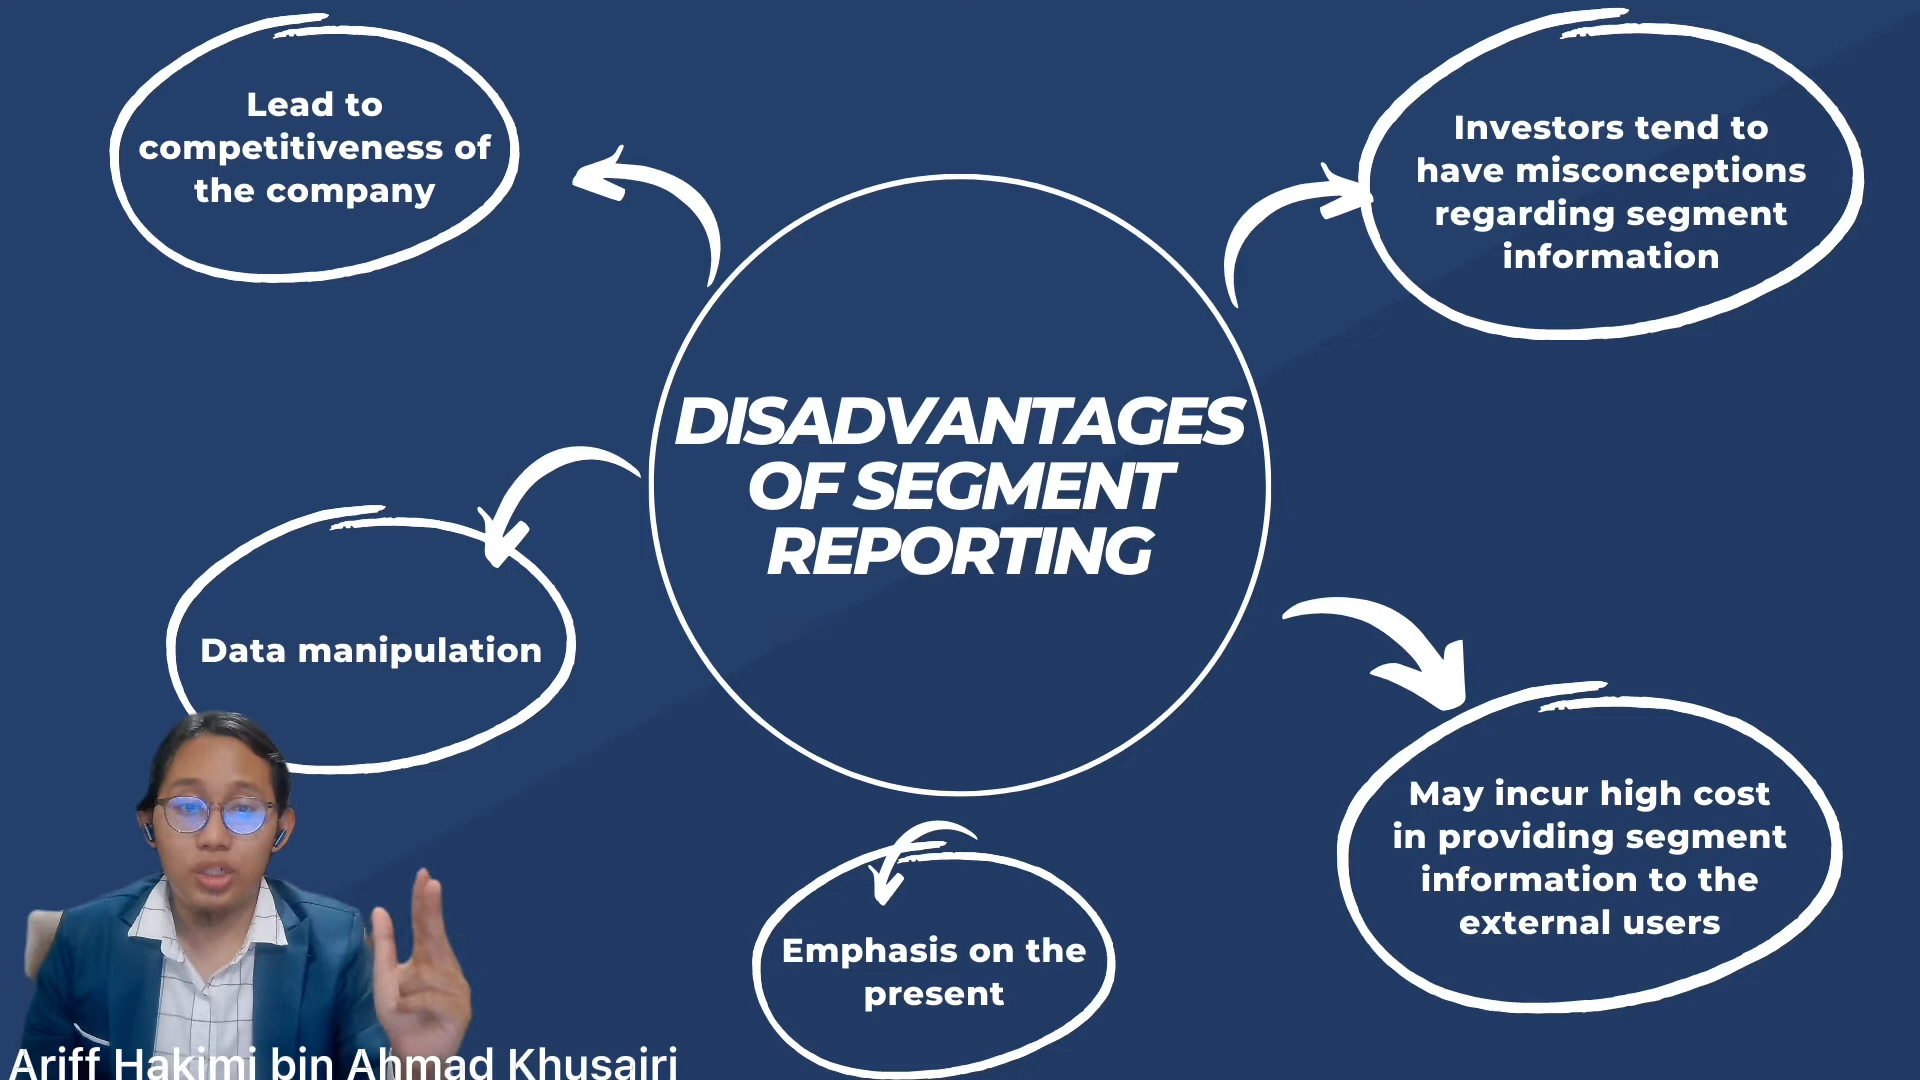 Lead to
competitiveness of
the company
Investors tend to
have misconceptions
regarding segment
information
DISADVANTAGES
OF SEGMENT
REPORTING
Data manipulation
May incur high cost
in providing segment
information to the
external users
Emphasis on the
present
Ariff Hakimi bin Ahmad Khusairi